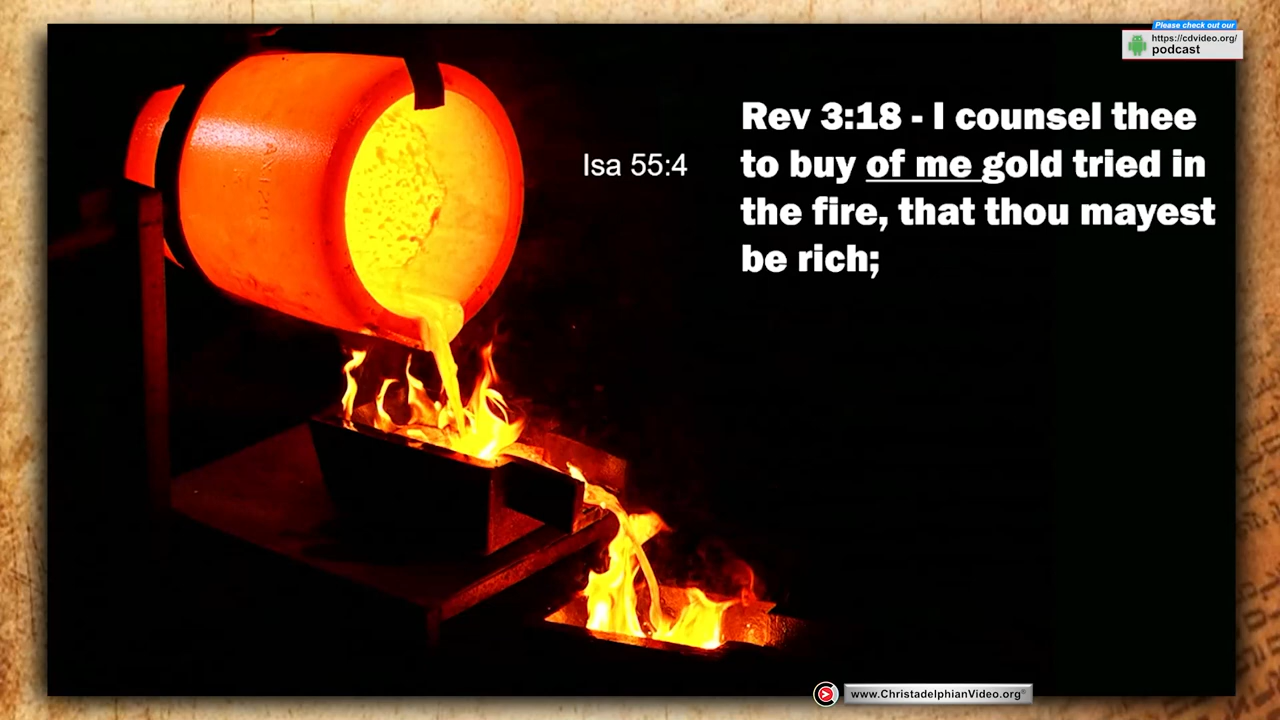 Please check out our
https://cdvideo.org/
podcast
Rev 3:18 - I counsel thee
to buy of me gold tried in
the fire, that thou mayest
be rich;
Isa 55:4
www.ChristadelphianVideo.org